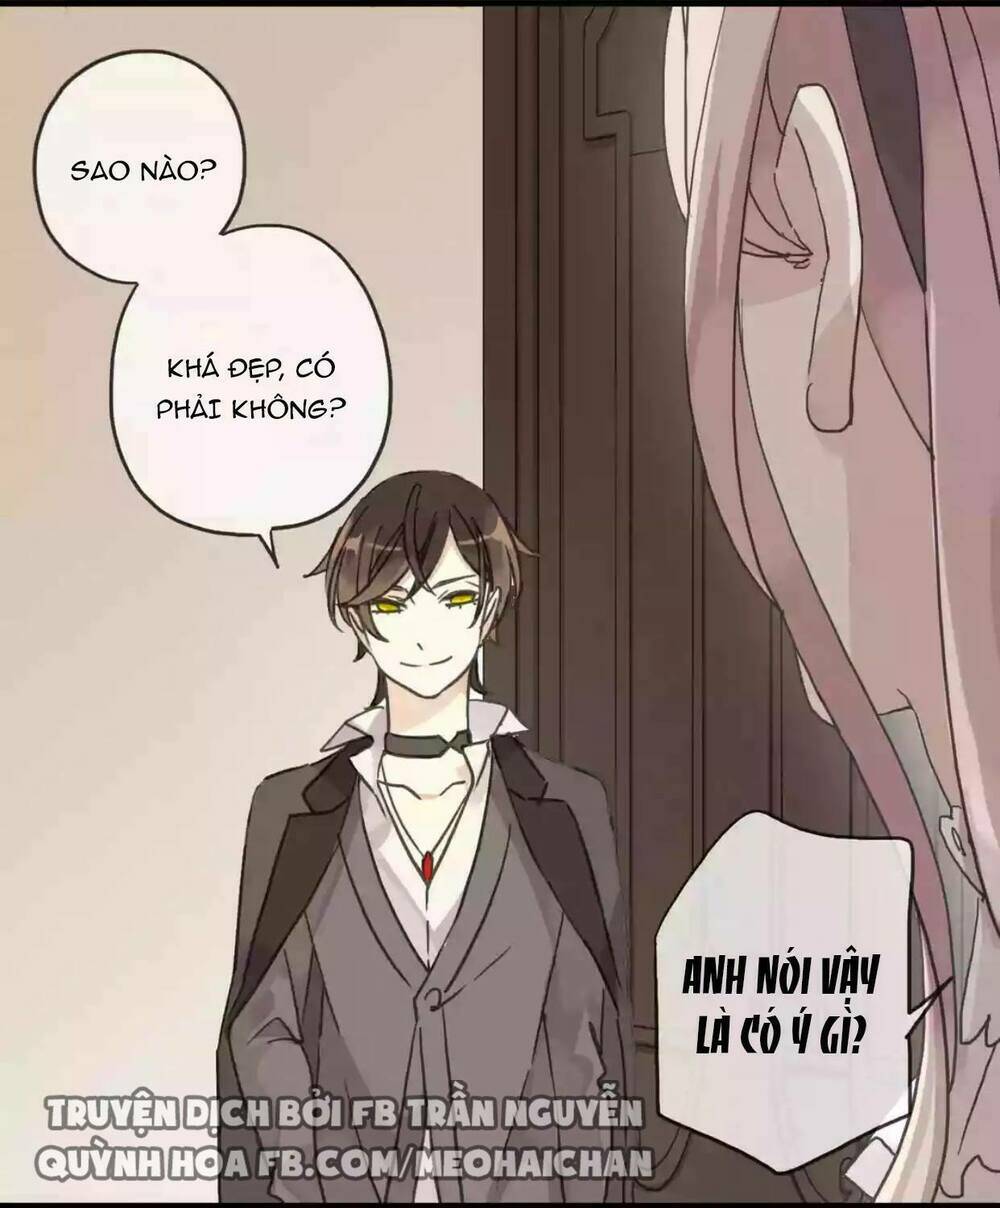 SAO NÀO?
KHÁ ĐẸP, CÓ
PHẢI KHÔNG?
ANH NÓI VẬY
LÀ CÓ Ý GÌ?
TRUYỆN DỊCH BỞI FB TRẦN NGUYỄN
QUỲNH HOA FB.COM/MEOHAICHAN